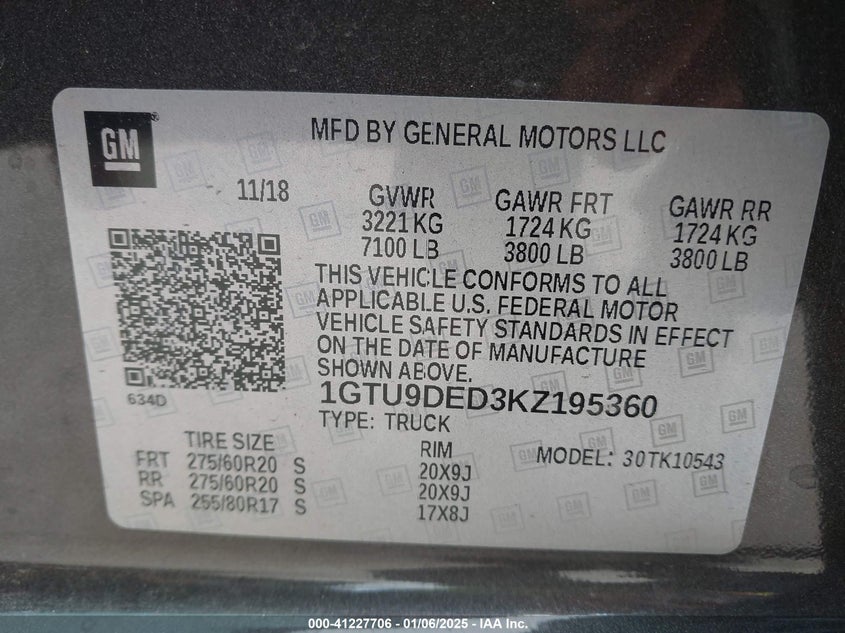 GM
MFD BY GENERAL MOTORS LLC
11/18
GVWR GAWR FRT GAWR RR
3221 KG 1724 KG 1724 KG
7100 LB 3800 LB 3800 LB
THIS VEHICLE CONFORMS TO ALL
APPLICABLE U.S. FEDERAL MOTOR
VEHICLE SAFETY STANDARDS IN EFFECT
ON THE DATE OF MANUFACTURE
SHOWN ABOVE.
634D
1GTU9DED3KZ195360
TYPE: TRUCK
TIRE SIZE RIM MODEL: 30TK10543
FRT 275/60R20 S 20X9J
RR 275/60R20 S 20X9J
SPA 255/80R17 S 17X8J
000-41227706 — 01/06/2025 — © IAA Inc.